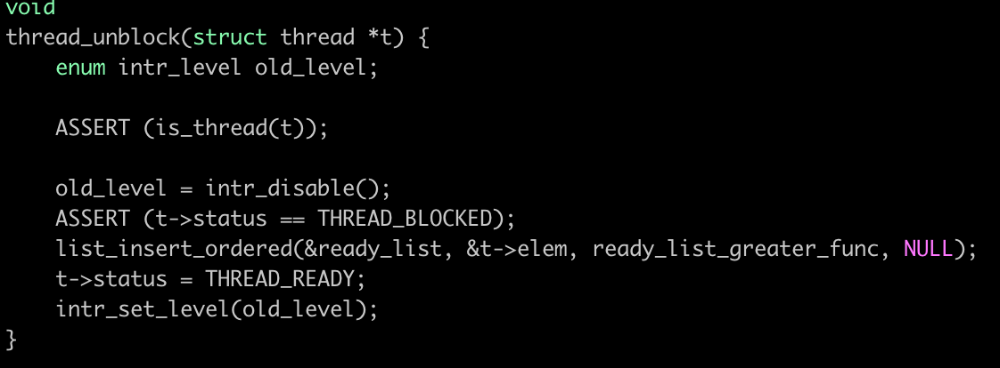 void
thread_unblock(struct thread *t) {
    enum intr_level old_level;

    ASSERT (is_thread(t));

    old_level = intr_disable();
    ASSERT (t->status == THREAD_BLOCKED);
    list_insert_ordered(&ready_list, &t->elem, ready_list_greater_func, NULL);
    t->status = THREAD_READY;
    intr_set_level(old_level);
}